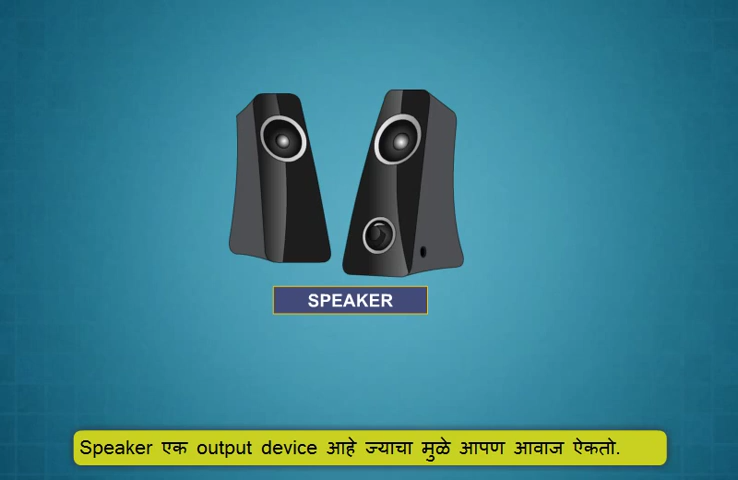 SPEAKER
Speaker एक output device आहे ज्याचा मुळे आपण आवाज ऐकतो.